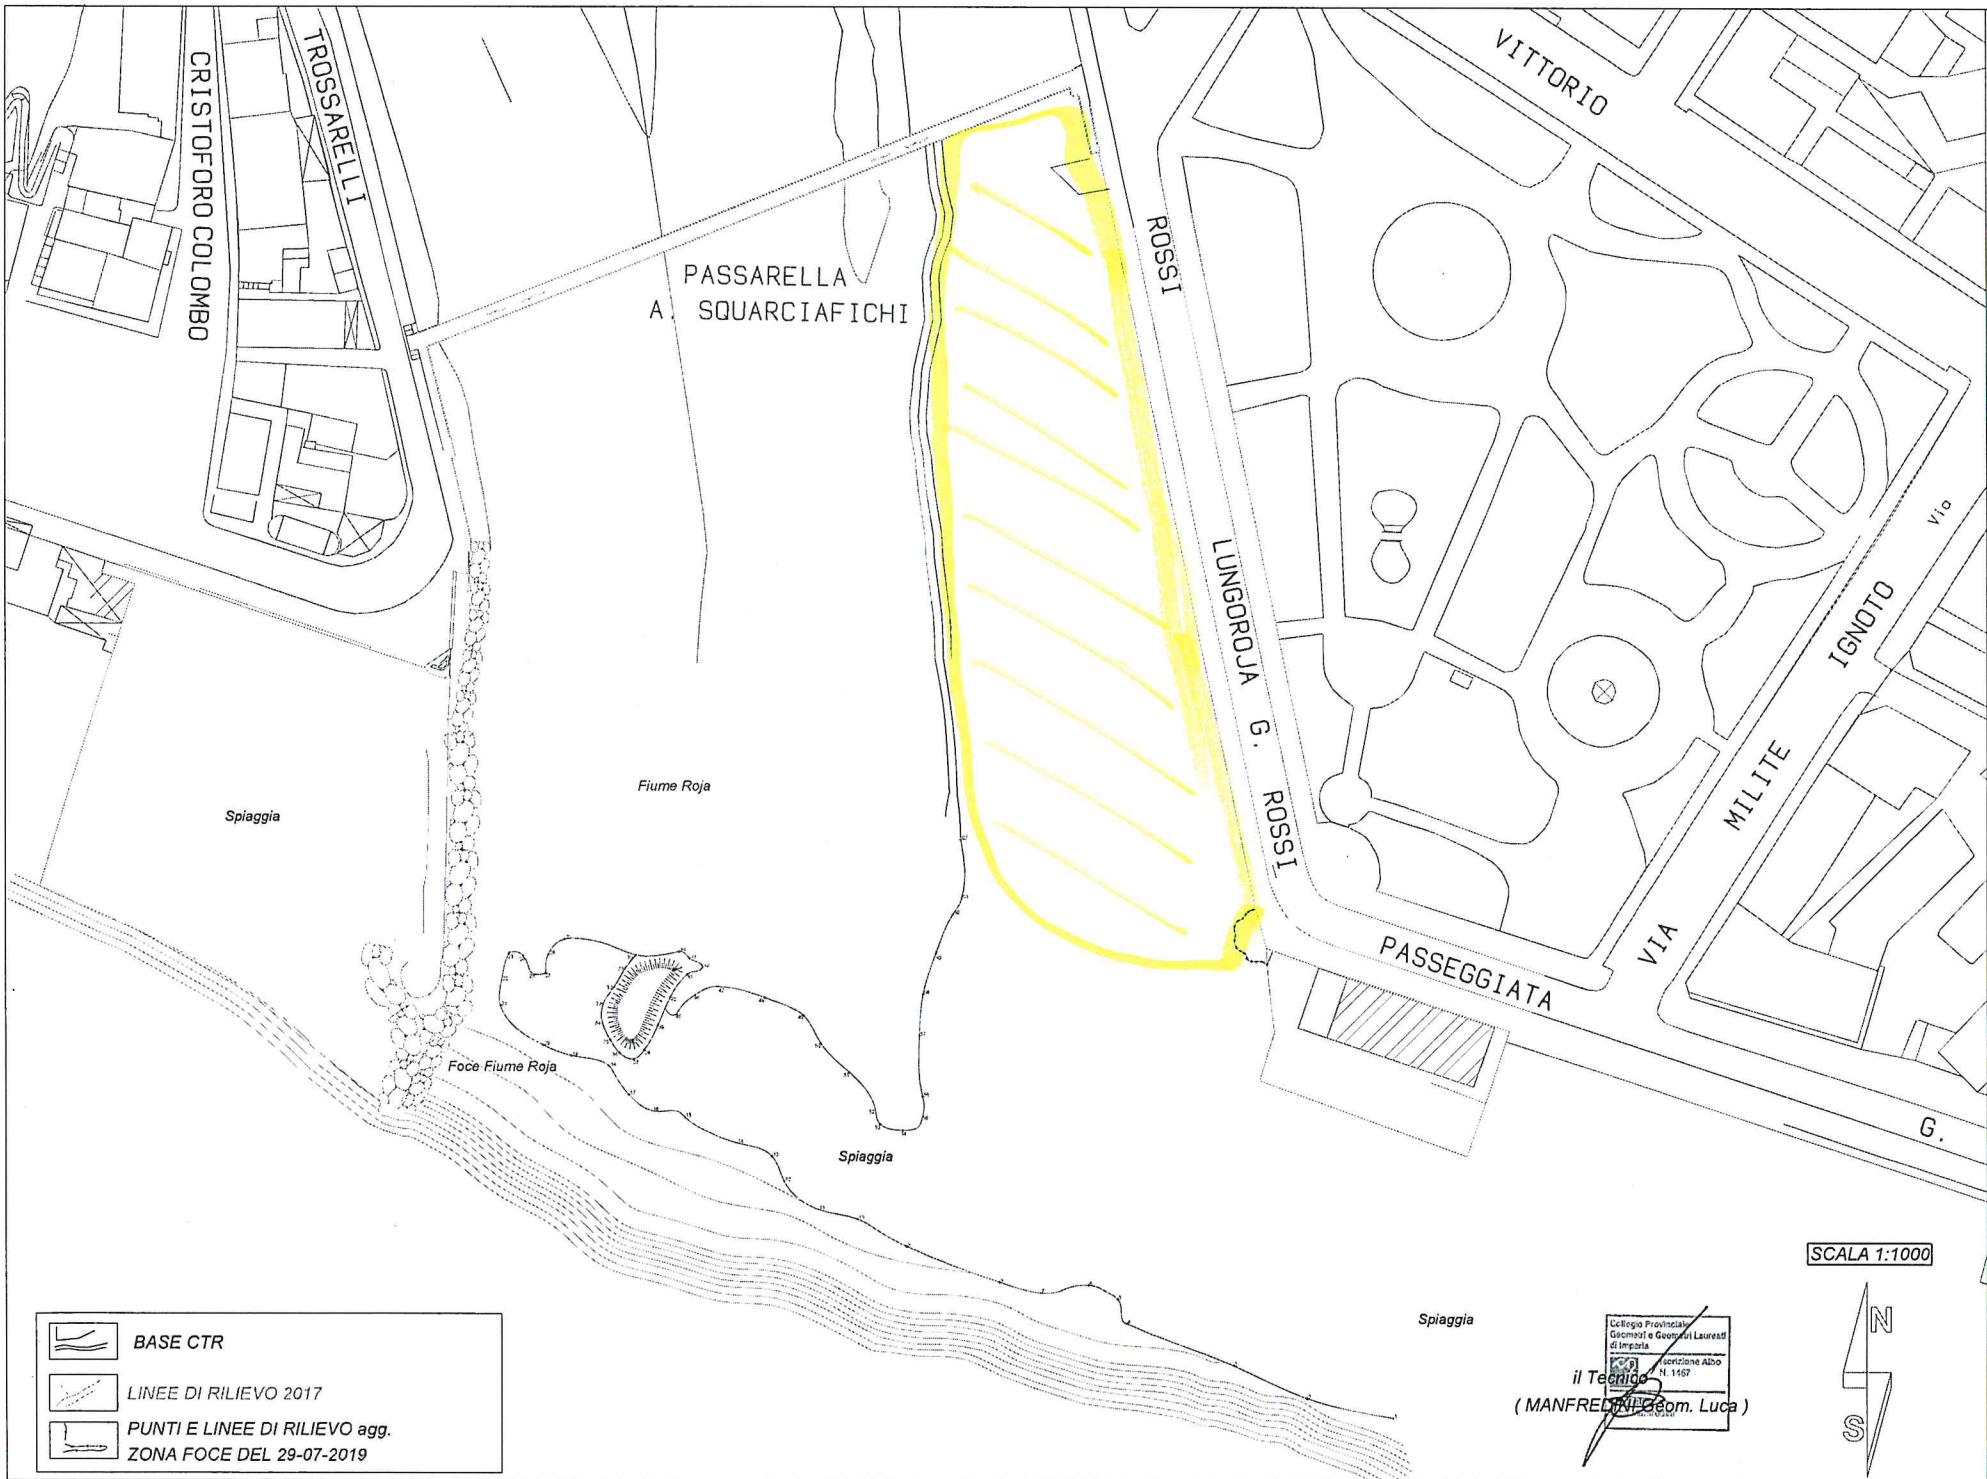 CRISTOFORO COLOMBO
TROSSARELLI
VITTORIO
ROSSI
PASSARELLA
A. SQUARCIAFICHI
Via
LUNGOROJA G. ROSSI
IGNOTO
MILITE
VIA
Fiume Roja
Spiaggia
PASSEGGIATA
Foce Fiume Roja
G.
Spiaggia
SCALA 1:1000
Spiaggia
N
S
BASE CTR
LINEE DI RILIEVO 2017
PUNTI E LINEE DI RILIEVO agg.
ZONA FOCE DEL 29-07-2019
Collegio Provinciale
Geometri e Geometri Laureati
di Imperia
Iscrizione Albo
N. 1467
il Tecnico
( MANFREDINI Geom. Luca )